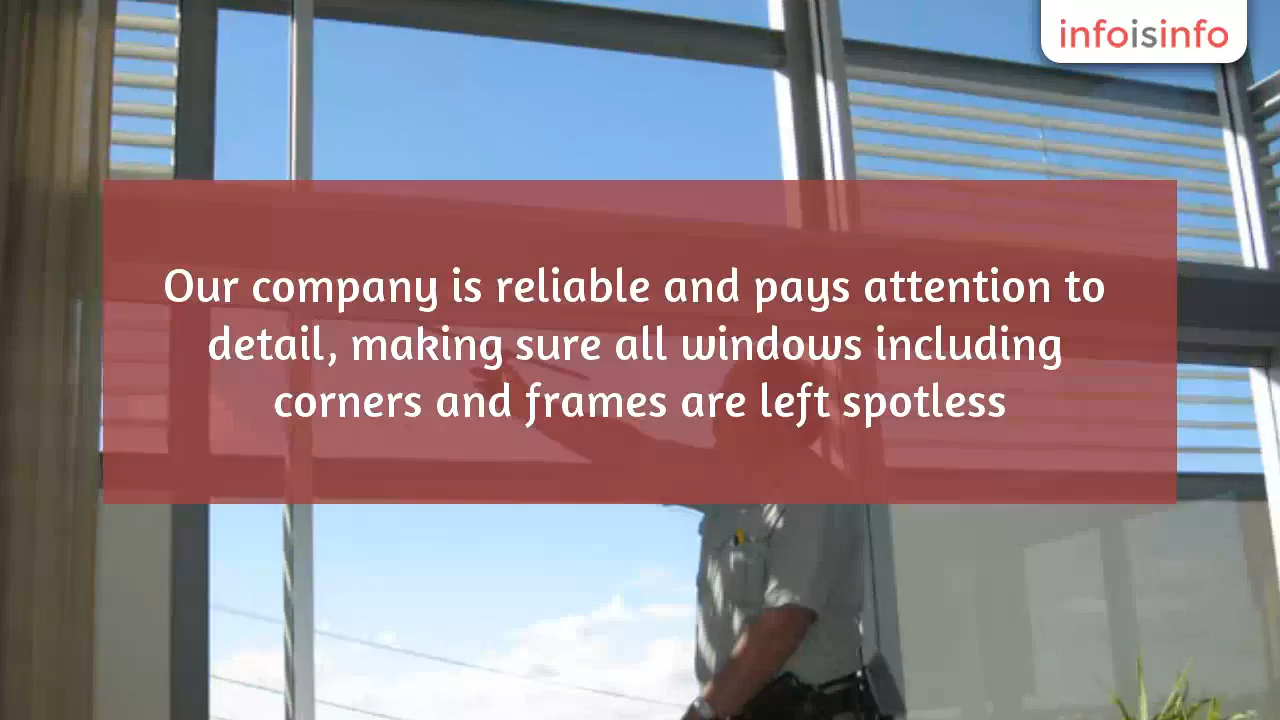 infoisinfo
Our company is reliable and pays attention to
detail, making sure all windows including
corners and frames are left spotless